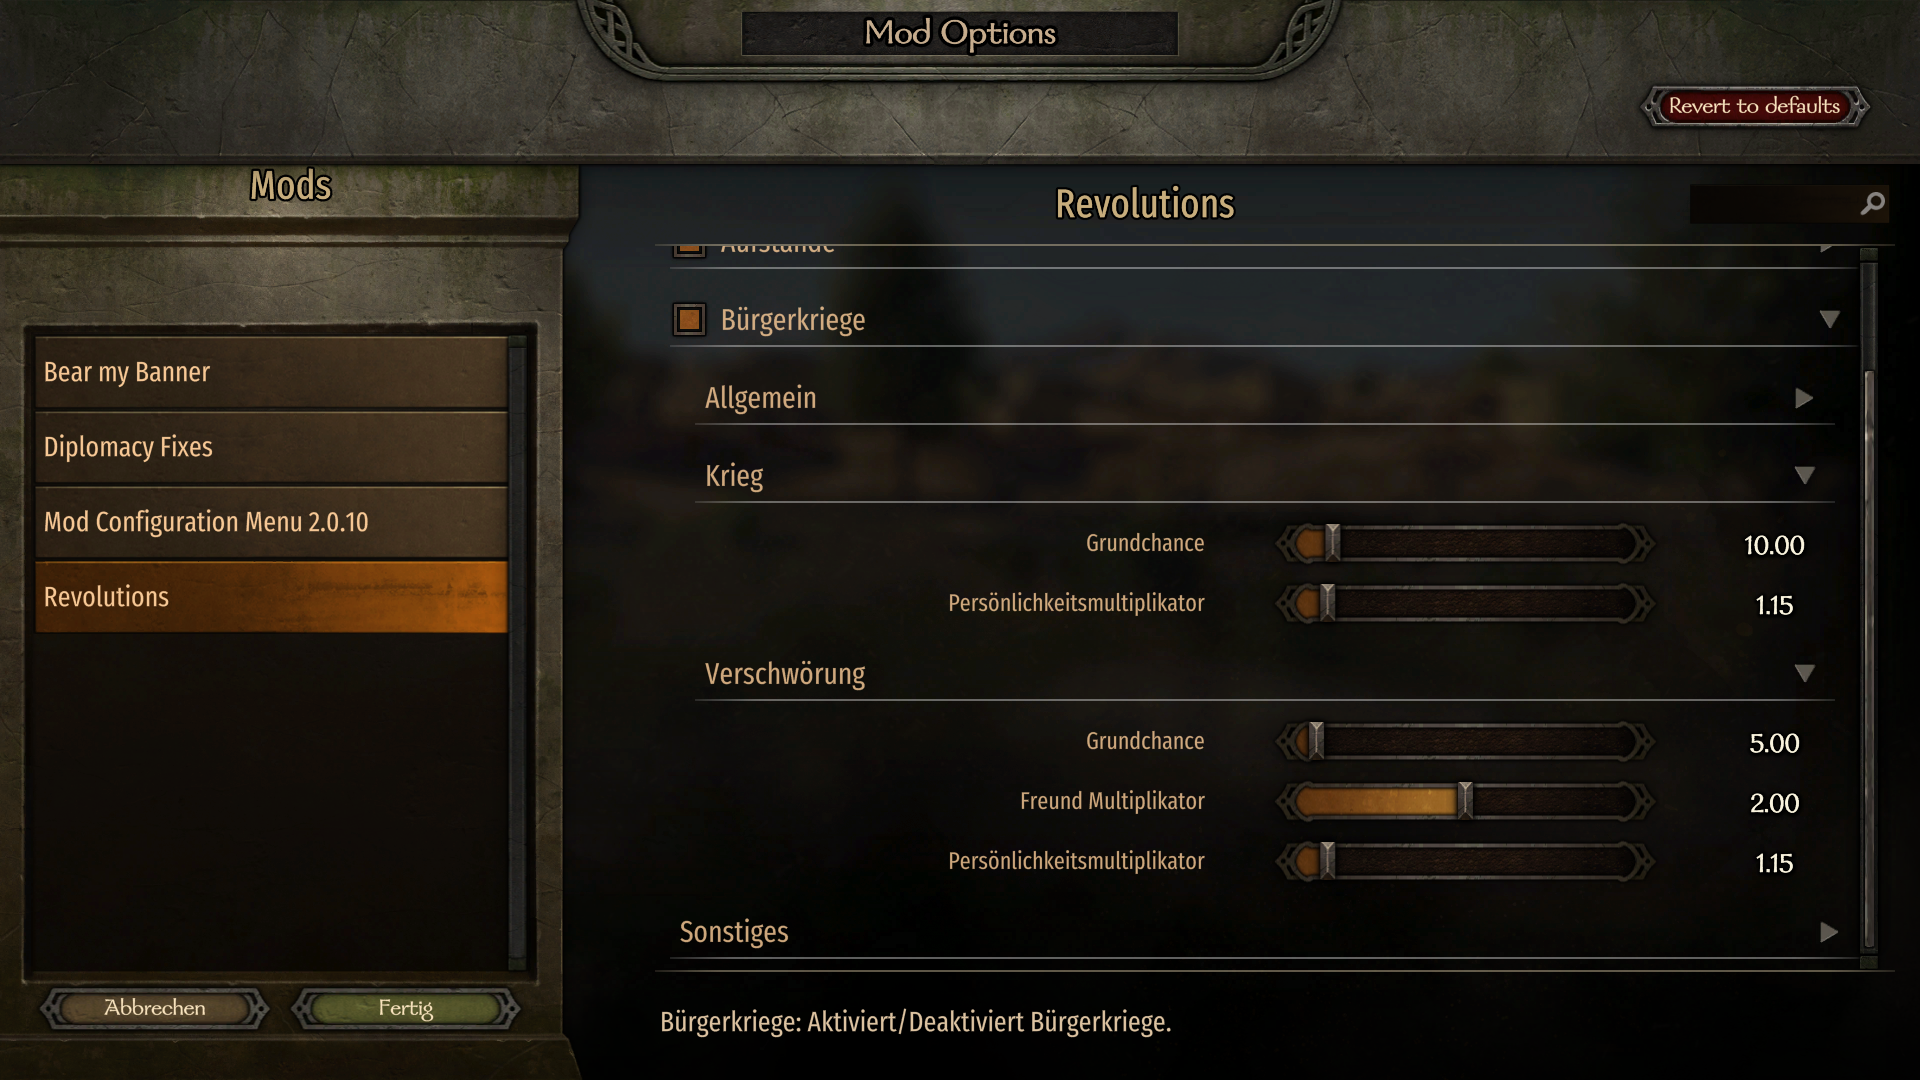 Mod Options
Revert to defaults
Mods
Revolutions
Bear my Banner
Diplomacy Fixes
Mod Configuration Menu 2.0.10
Revolutions
Aufstände
Bürgerkriege
Allgemein
Krieg
Grundchance 10.00
Persönlichkeitsmultiplikator 1.15
Verschwörung
Grundchance 5.00
Freund Multiplikator 2.00
Persönlichkeitsmultiplikator 1.15
Sonstiges
Abbrechen
Fertig
Bürgerkriege: Aktiviert/Deaktiviert Bürgerkriege.